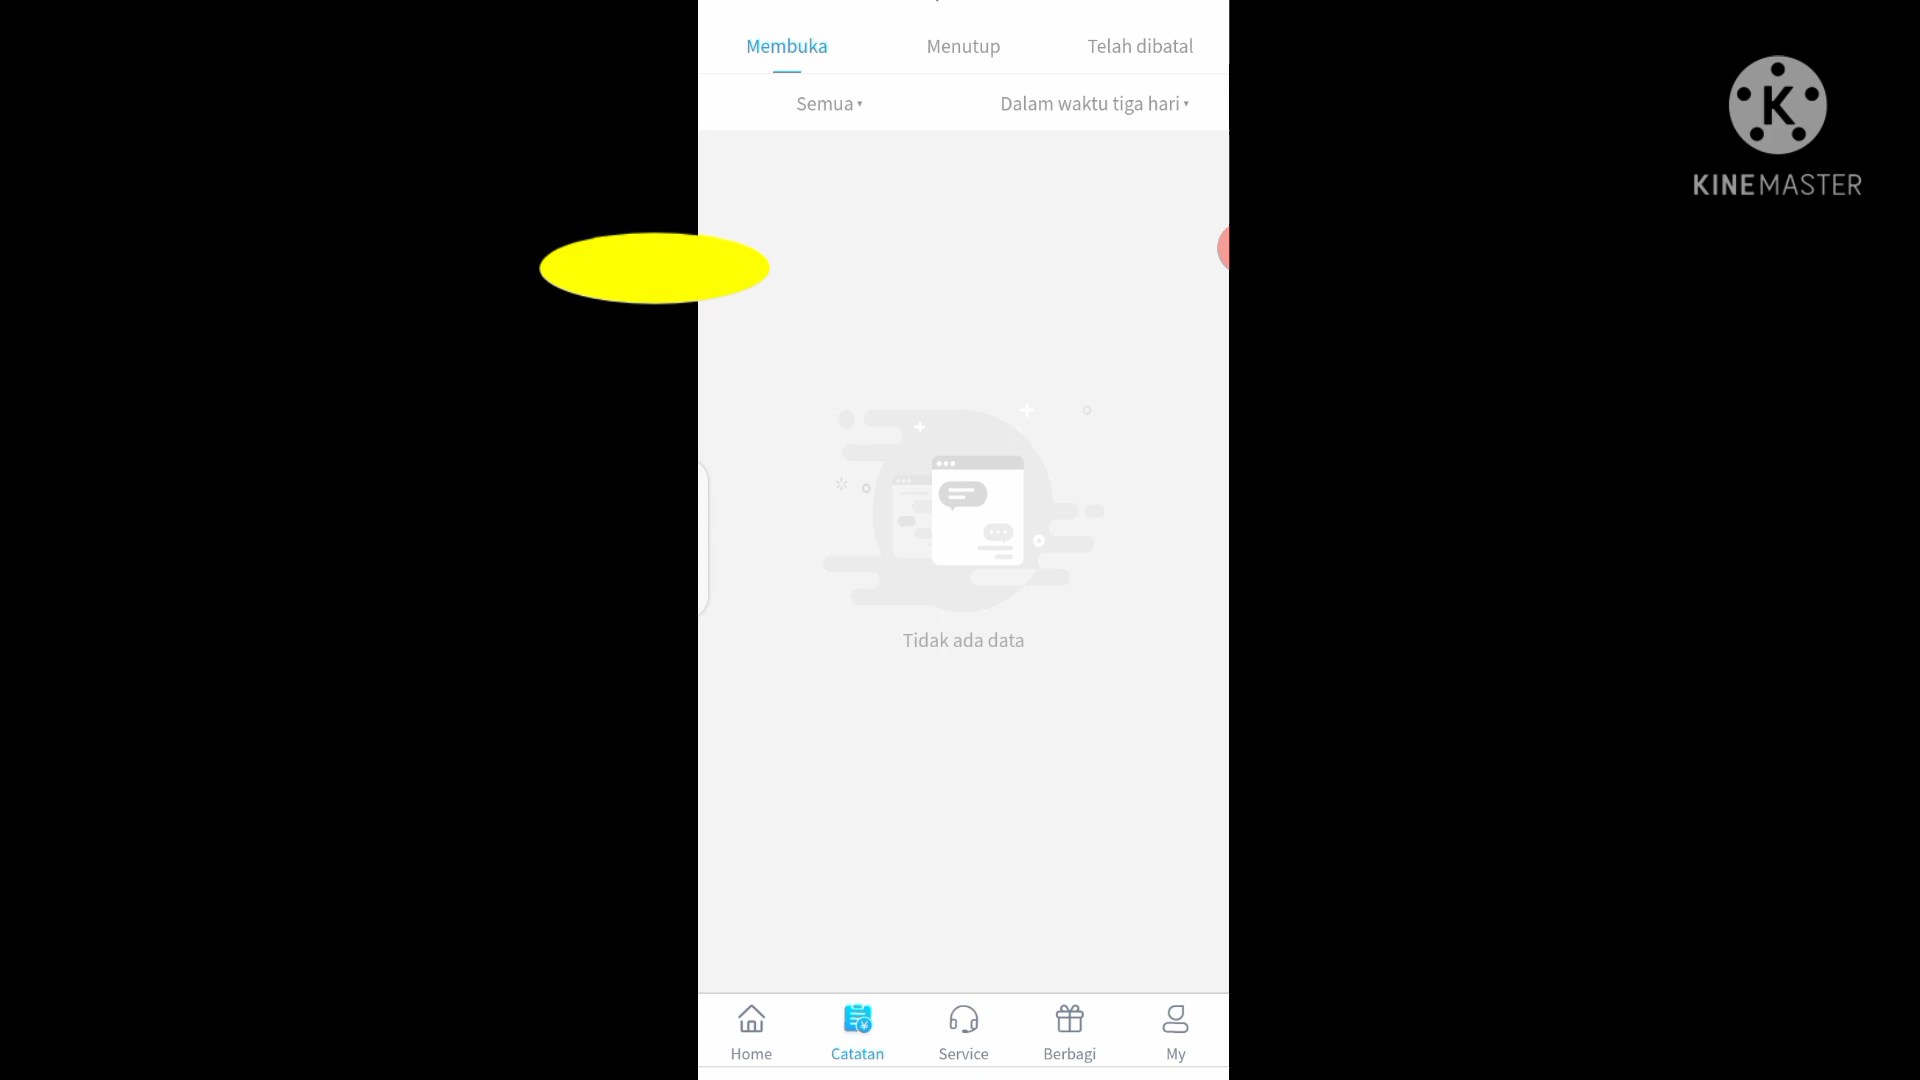 Membuka Menutup Telah dibatal
Semua Dalam waktu tiga hari
KINEMASTER
Tidak ada data
Home Catatan Service Berbagi My